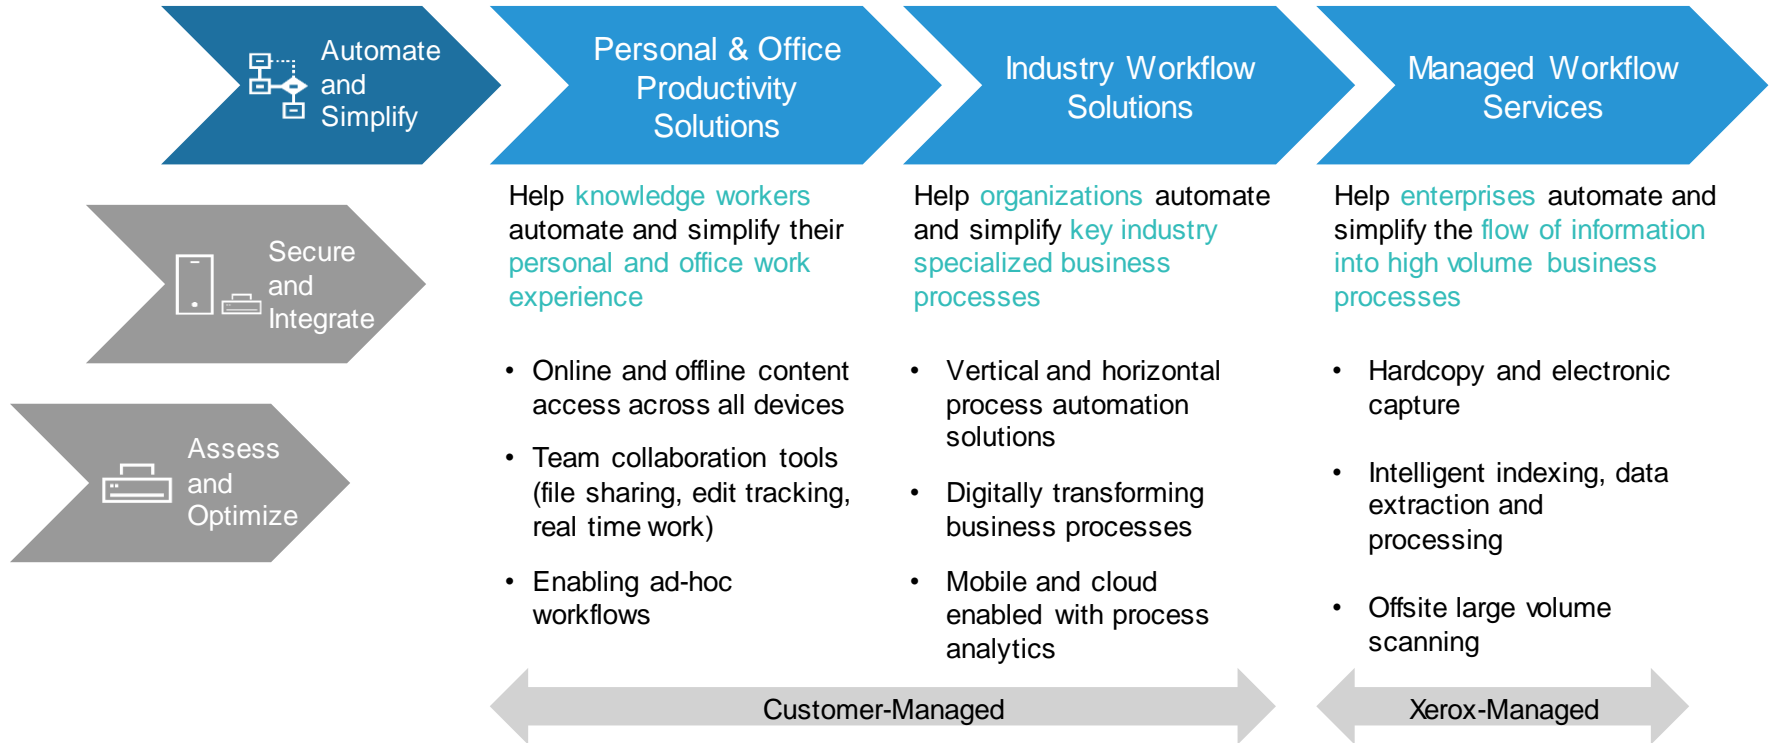 Automate
and
Simplify
Personal & Office
Productivity
Solutions
Industry Workflow
Solutions
Managed Workflow
Services
Secure
and
Integrate
Assess
and
Optimize
Help knowledge workers
automate and simplify their
personal and office work
experience
• Online and offline content
access across all devices
• Team collaboration tools
(file sharing, edit tracking,
real time work)
• Enabling ad-hoc
workflows
Help organizations automate
and simplify key industry
specialized business
processes
• Vertical and horizontal
process automation
solutions
• Digitally transforming
business processes
• Mobile and cloud
enabled with process
analytics
Help enterprises automate and
simplify the flow of information
into high volume business
processes
• Hardcopy and electronic
capture
• Intelligent indexing, data
extraction and
processing
• Offsite large volume
scanning
Customer-Managed
Xerox-Managed